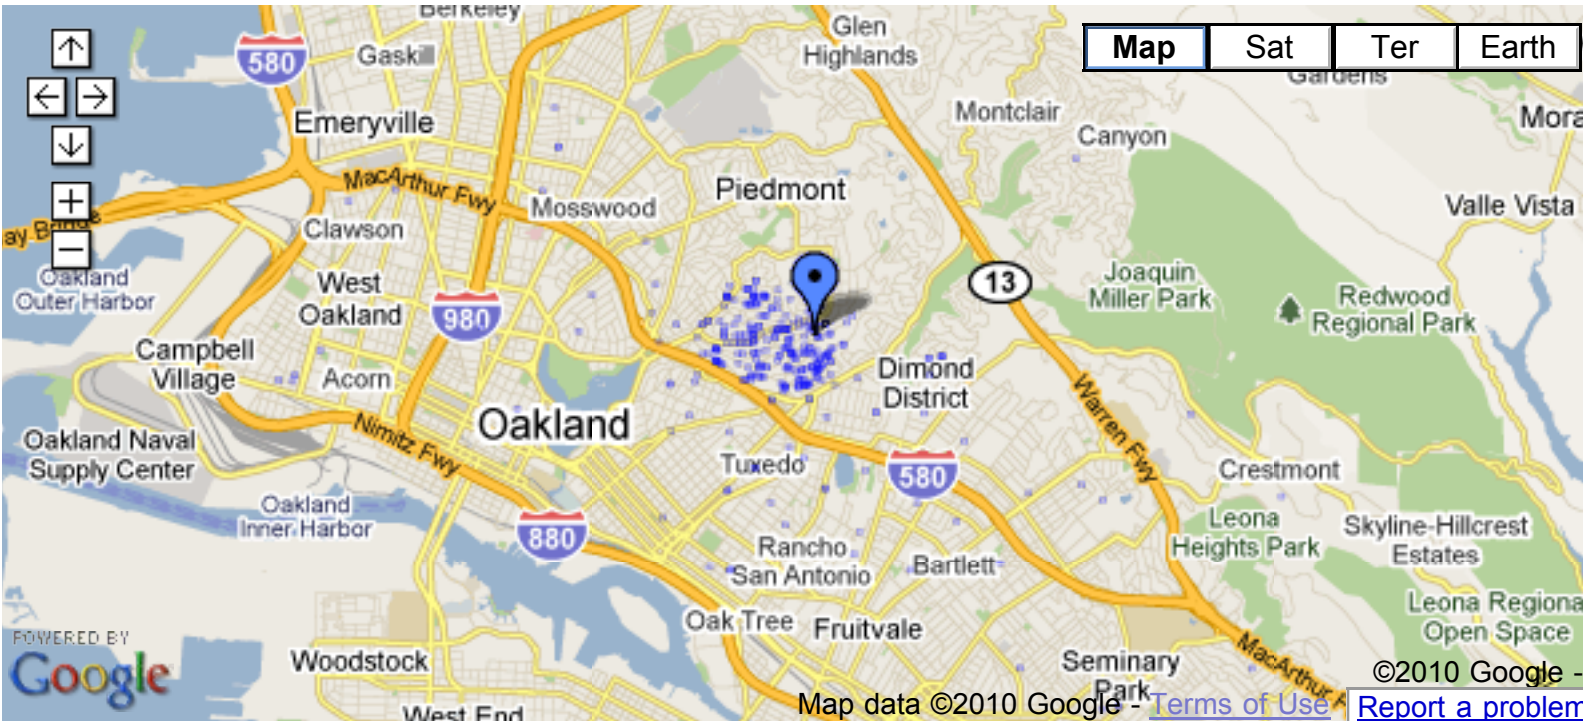 Berkeley
Glen
Highlands
Map
Sat
Ter
Earth
580
Gaskill
Gardens
Emeryville
Montclair
Canyon
Mora
MacArthur Fwy
Piedmont
Mosswood
Valle Vista
ay Bridge
Clawson
Oakland
Outer Harbor
West
Oakland
980
13
Joaquin
Miller Park
Redwood
Regional Park
Campbell
Village
Acorn
Dimond
District
Warren Fwy
Oakland
Nimitz Fwy
Oakland Naval
Supply Center
Tuxedo
580
Crestmont
Oakland
Inner Harbor
880
Leona
Heights Park
Skyline-Hillcrest
Estates
Rancho
San Antonio
Bartlett
Oak Tree
Fruitvale
Leona Regiona
Open Space
POWERED BY
Google
Woodstock
Seminary
Park
MacArthur F
©2010 Google -
West End
Map data ©2010 Google - Terms of Use
Report a problem